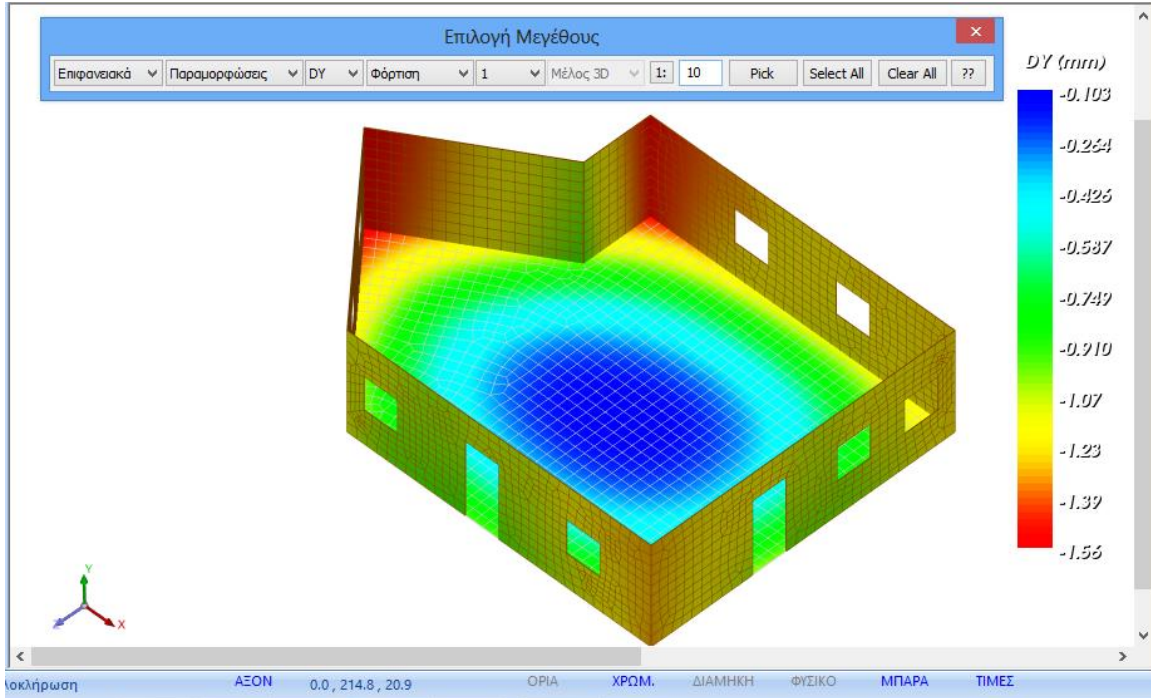 Επιλογή Μεγέθους
Επιφανειακά Παραμορφώσεις DY Φόρτιση 1 Μέλος 3D 1: 10 Pick Select All Clear All ??
DY (mm)
-0.103
-0.264
-0.426
-0.587
-0.749
-0.910
-1.07
-1.23
-1.39
-1.56
Y
Z X
λοκλήρωση ΑΞΟΝ 0.0 , 214.8 , 20.9 ΟΡΙΑ ΧΡΩΜ. ΔΙΑΜΗΚΗ ΦΥΣΙΚΟ ΜΠΑΡΑ ΤΙΜΕΣ